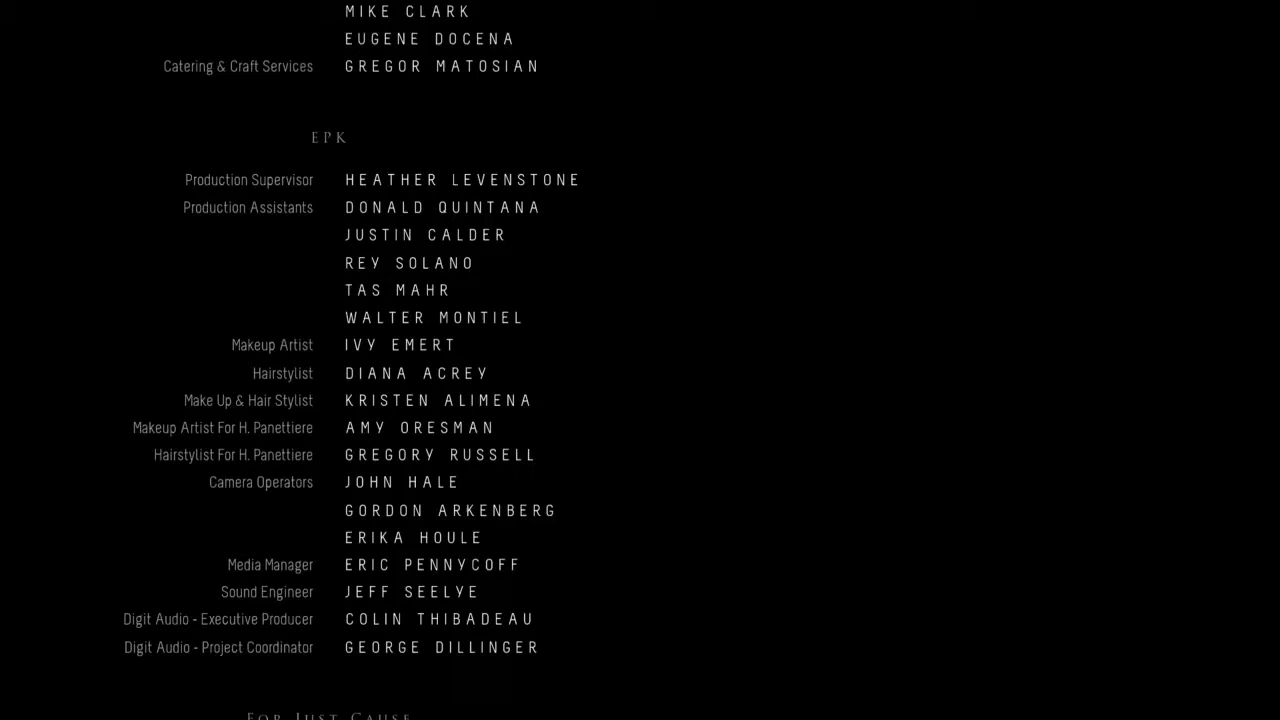 MIKE CLARK
EUGENE DOCENA
Catering & Craft Services GREGOR MATOSIAN
EPK
Production Supervisor HEATHER LEVENSTONE
Production Assistants DONALD QUINTANA
JUSTIN CALDER
REY SOLANO
TAS MAHR
WALTER MONTIEL
Makeup Artist IVY EMERT
Hairstylist DIANA ACREY
Make Up & Hair Stylist KRISTEN ALIMENA
Makeup Artist For H. Panettiere AMY ORESMAN
Hairstylist For H. Panettiere GREGORY RUSSELL
Camera Operators JOHN HALE
GORDON ARKENBERG
ERIKA HOULE
Media Manager ERIC PENNYCOFF
Sound Engineer JEFF SEELYE
Digit Audio - Executive Producer COLIN THIBADEAU
Digit Audio - Project Coordinator GEORGE DILLINGER
FOR JUST CAUSE